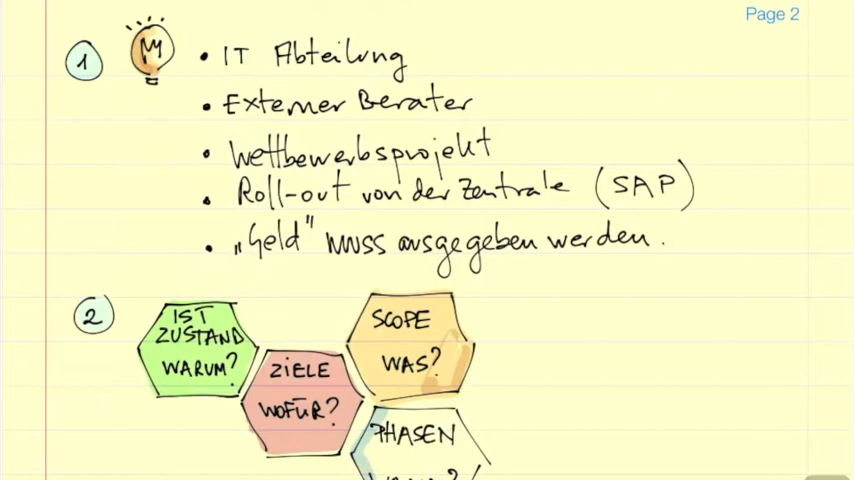 Page 2
1
• IT Abteilung
• Externer Berater
• Wettbewerbsprojekt
• Roll-out von der Zentrale (SAP)
• „Geld" muss ausgegeben werden.
2
IST
ZUSTAND
WARUM?
ZIELE
WOFÜR?
SCOPE
WAS?
PHASEN